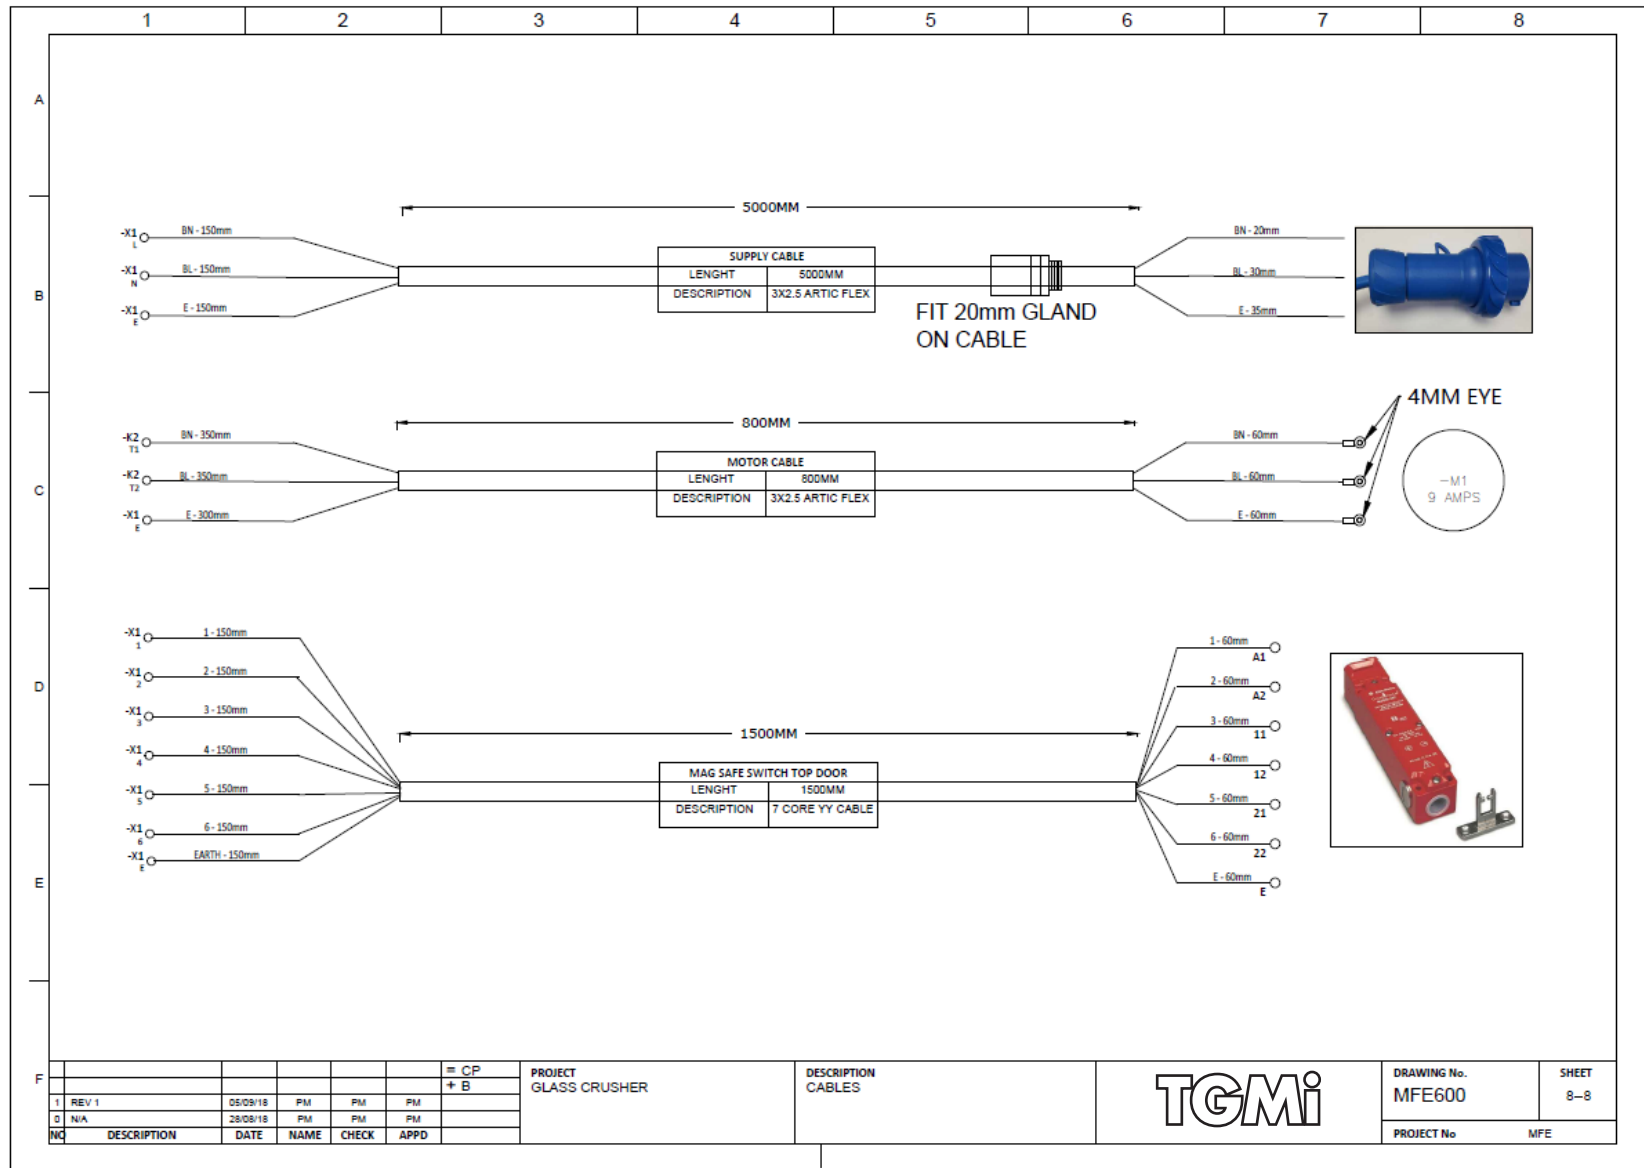 1 2 3 4 5 6 7 8
A
B
C
D
E
F
5000MM
-X1 L BN - 150mm
-X1 N BL - 150mm
-X1 E E - 150mm
SUPPLY CABLE
LENGHT 5000MM
DESCRIPTION 3X2.5 ARTIC FLEX
FIT 20mm GLAND
ON CABLE
BN - 20mm
BL - 30mm
E - 35mm
800MM
-K2 T1 BN - 350mm
-K2 T2 BL - 350mm
-X1 E E - 300mm
MOTOR CABLE
LENGHT 800MM
DESCRIPTION 3X2.5 ARTIC FLEX
BN - 60mm
BL - 60mm
E - 60mm
4MM EYE
-M1
9 AMPS
1500MM
-X1 1 1 - 150mm
-X1 2 2 - 150mm
-X1 3 3 - 150mm
-X1 4 4 - 150mm
-X1 5 5 - 150mm
-X1 6 6 - 150mm
-X1 E EARTH - 150mm
MAG SAFE SWITCH TOP DOOR
LENGHT 1500MM
DESCRIPTION 7 CORE YY CABLE
1 - 60mm A1
2 - 60mm A2
3 - 60mm 11
4 - 60mm 12
5 - 60mm 21
6 - 60mm 22
E - 60mm E
= CP
+ B
1 REV 1 05/09/18 PM PM PM
0 N/A 28/08/18 PM PM PM
NO DESCRIPTION DATE NAME CHECK APPD
PROJECT
GLASS CRUSHER
DESCRIPTION
CABLES
TGMi
DRAWING No.
MFE600
SHEET
8-8
PROJECT No MFE